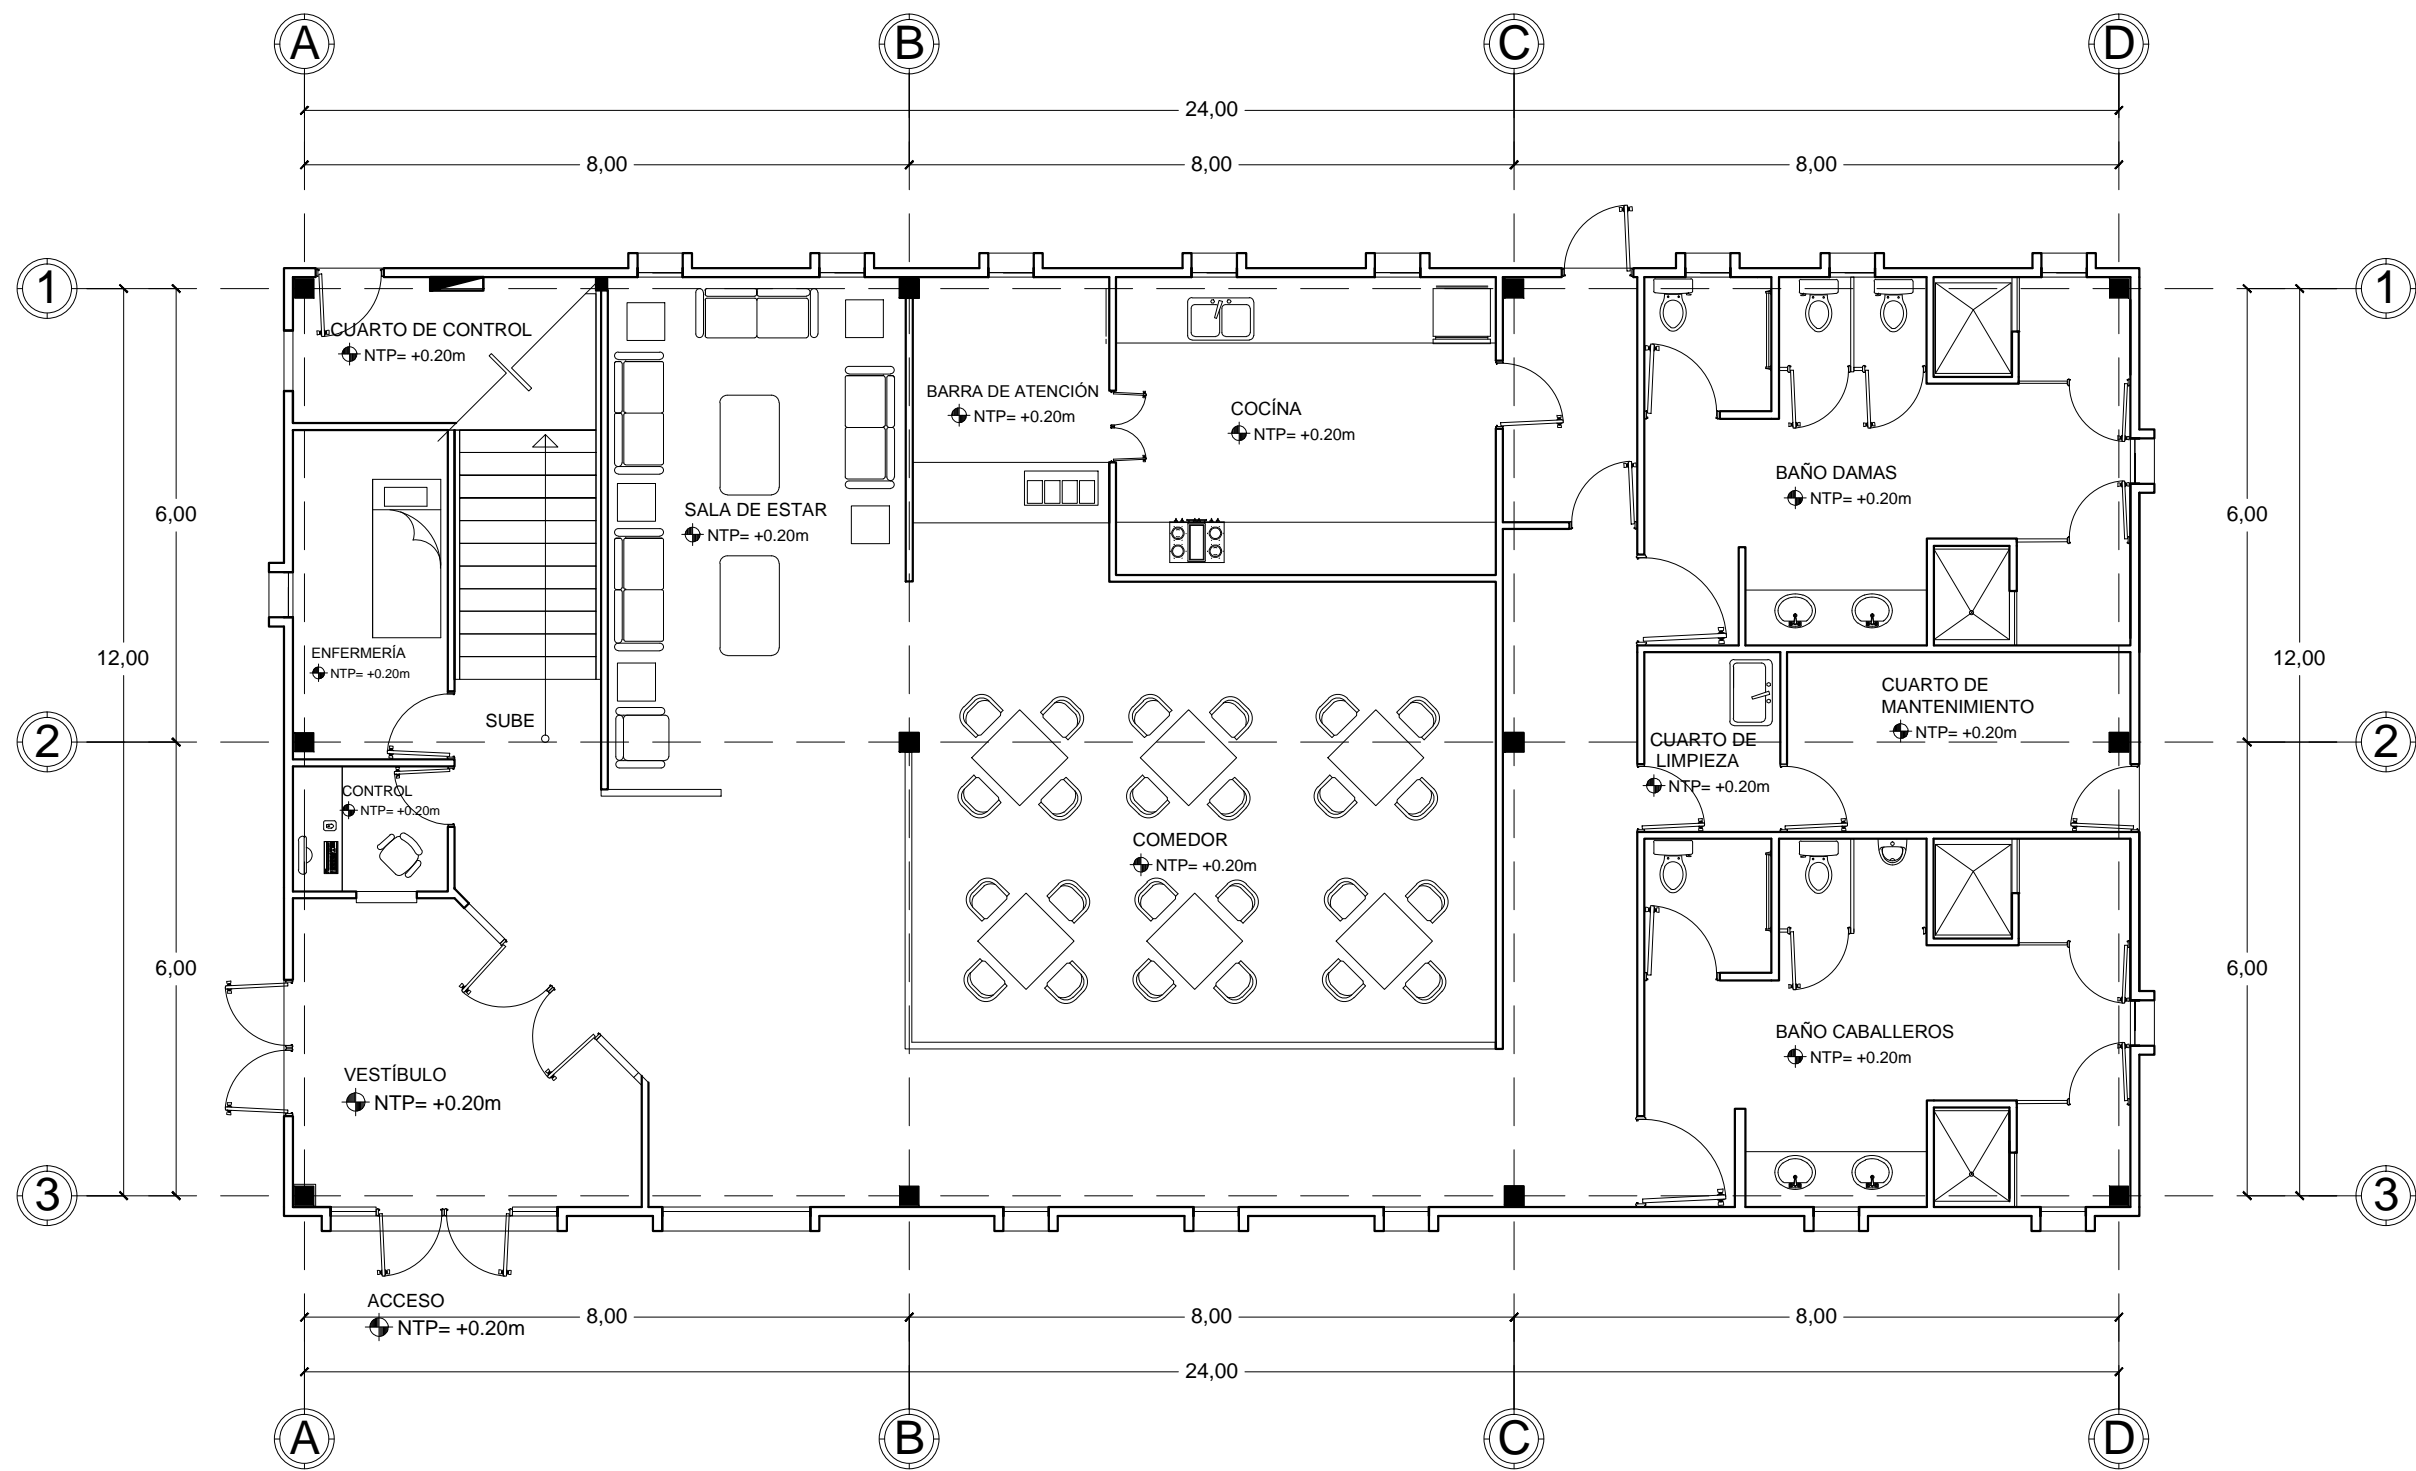 A
B
C
D
24,00
8,00
8,00
8,00
1
1
CUARTO DE CONTROL
NTP= +0.20m
BARRA DE ATENCIÓN
NTP= +0.20m
COCÍNA
NTP= +0.20m
BAÑO DAMAS
NTP= +0.20m
SALA DE ESTAR
NTP= +0.20m
6,00
6,00
12,00
12,00
ENFERMERÍA
NTP= +0.20m
SUBE
CUARTO DE
MANTENIMIENTO
NTP= +0.20m
2
2
CUARTO DE
LIMPIEZA
NTP= +0.20m
CONTROL
NTP= +0.20m
COMEDOR
NTP= +0.20m
6,00
6,00
BAÑO CABALLEROS
NTP= +0.20m
VESTÍBULO
NTP= +0.20m
3
3
ACCESO
NTP= +0.20m
8,00
8,00
8,00
24,00
A
B
C
D